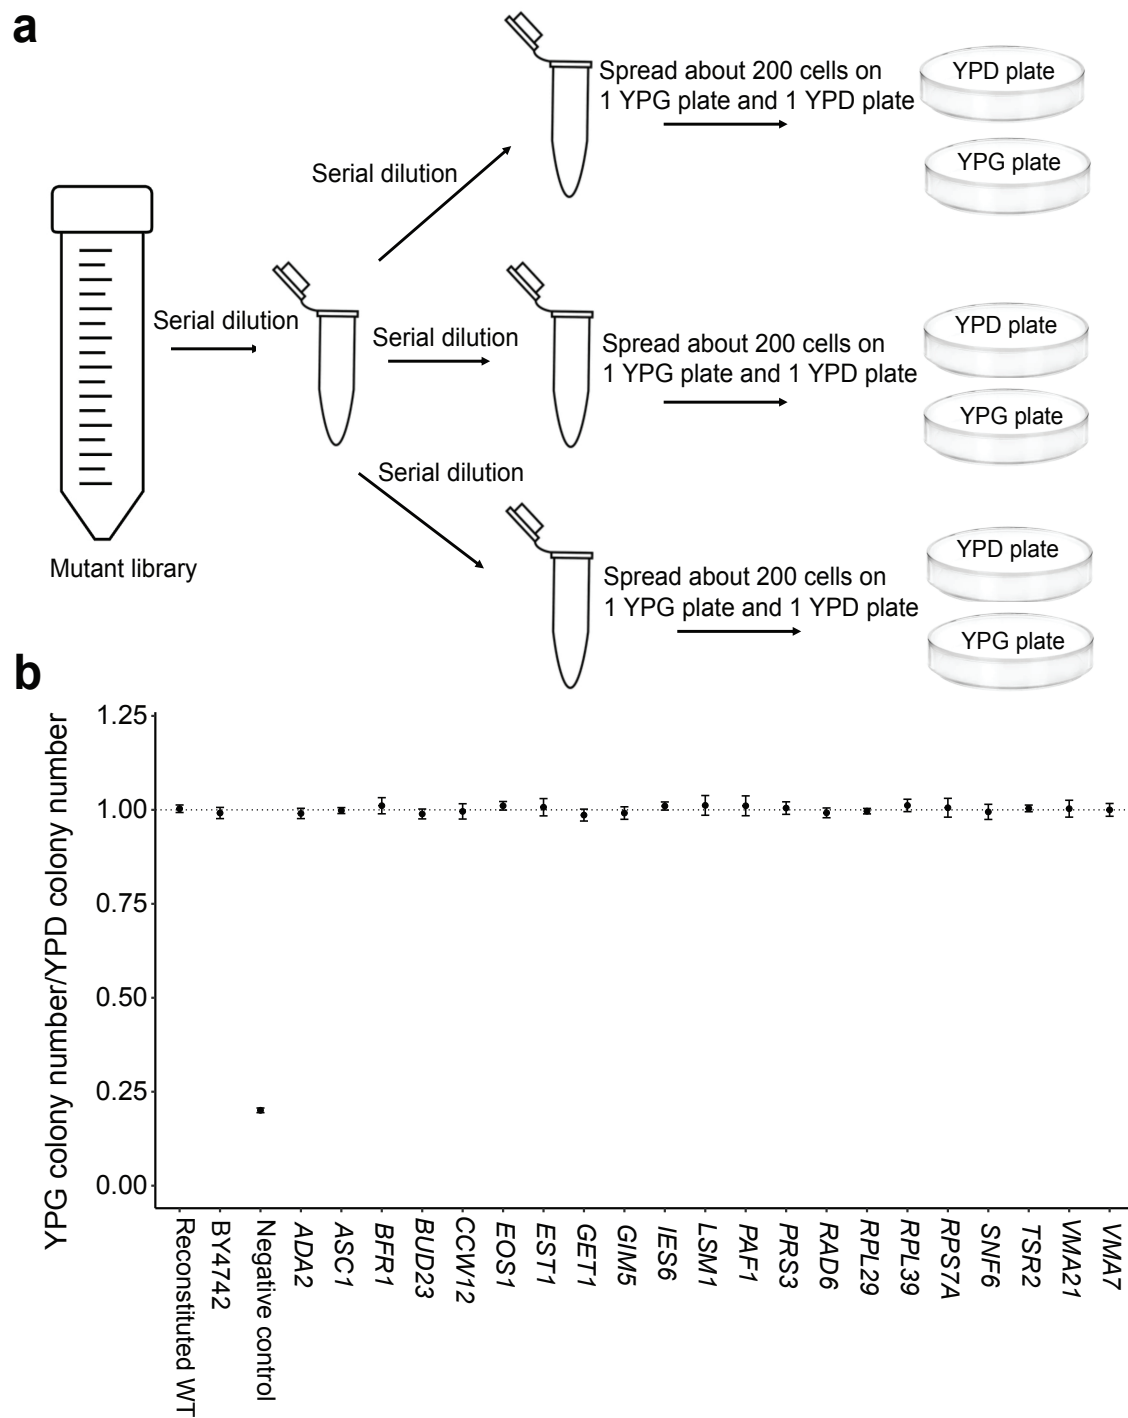 a
Spread about 200 cells on
1 YPG plate and 1 YPD plate
YPD plate
YPG plate
Serial dilution
Serial dilution
Serial dilution
Spread about 200 cells on
1 YPG plate and 1 YPD plate
YPD plate
YPG plate
Serial dilution
Mutant library
Spread about 200 cells on
1 YPG plate and 1 YPD plate
YPD plate
YPG plate
b
YPG colony number/YPD colony number
1.25
1.00
0.75
0.50
0.25
0.00
Reconstituted WT
BY4742
Negative control
ADA2
ASC1
BFR1
BUD23
CCW12
EOS1
EST1
GET1
GIM5
IES6
LSM1
PAF1
PRS3
RAD6
RPL29
RPL39
RPS7A
SNF6
TSR2
VMA21
VMA7